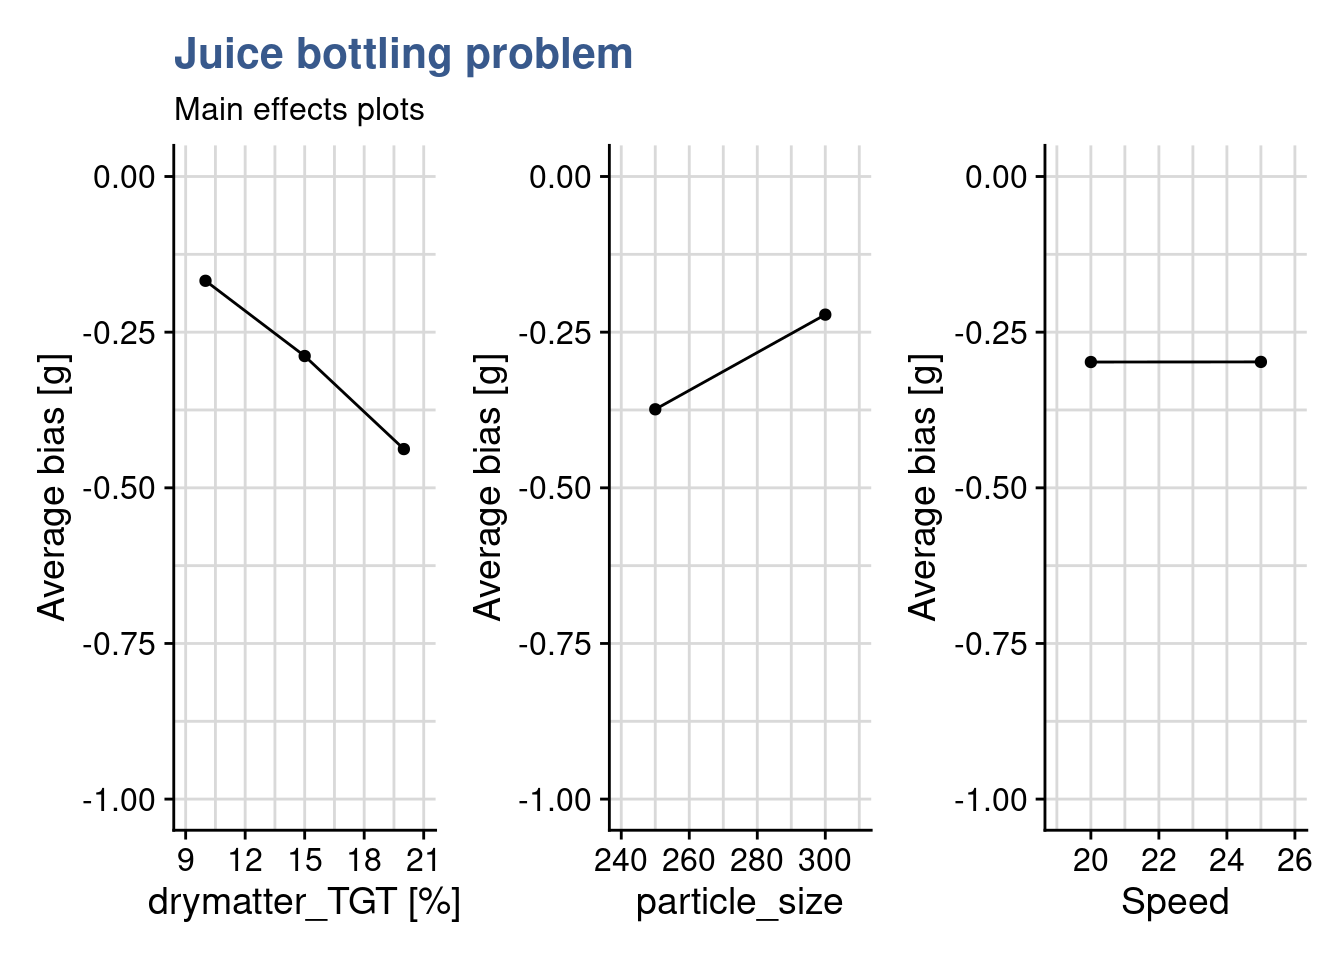 Juice bottling problem
Main effects plots
Average bias [g]
0.00
-0.25
-0.50
-0.75
-1.00
9 12 15 18 21
drymatter_TGT [%]
Average bias [g]
0.00
-0.25
-0.50
-0.75
-1.00
240 260 280 300
particle_size
Average bias [g]
0.00
-0.25
-0.50
-0.75
-1.00
20 22 24 26
Speed